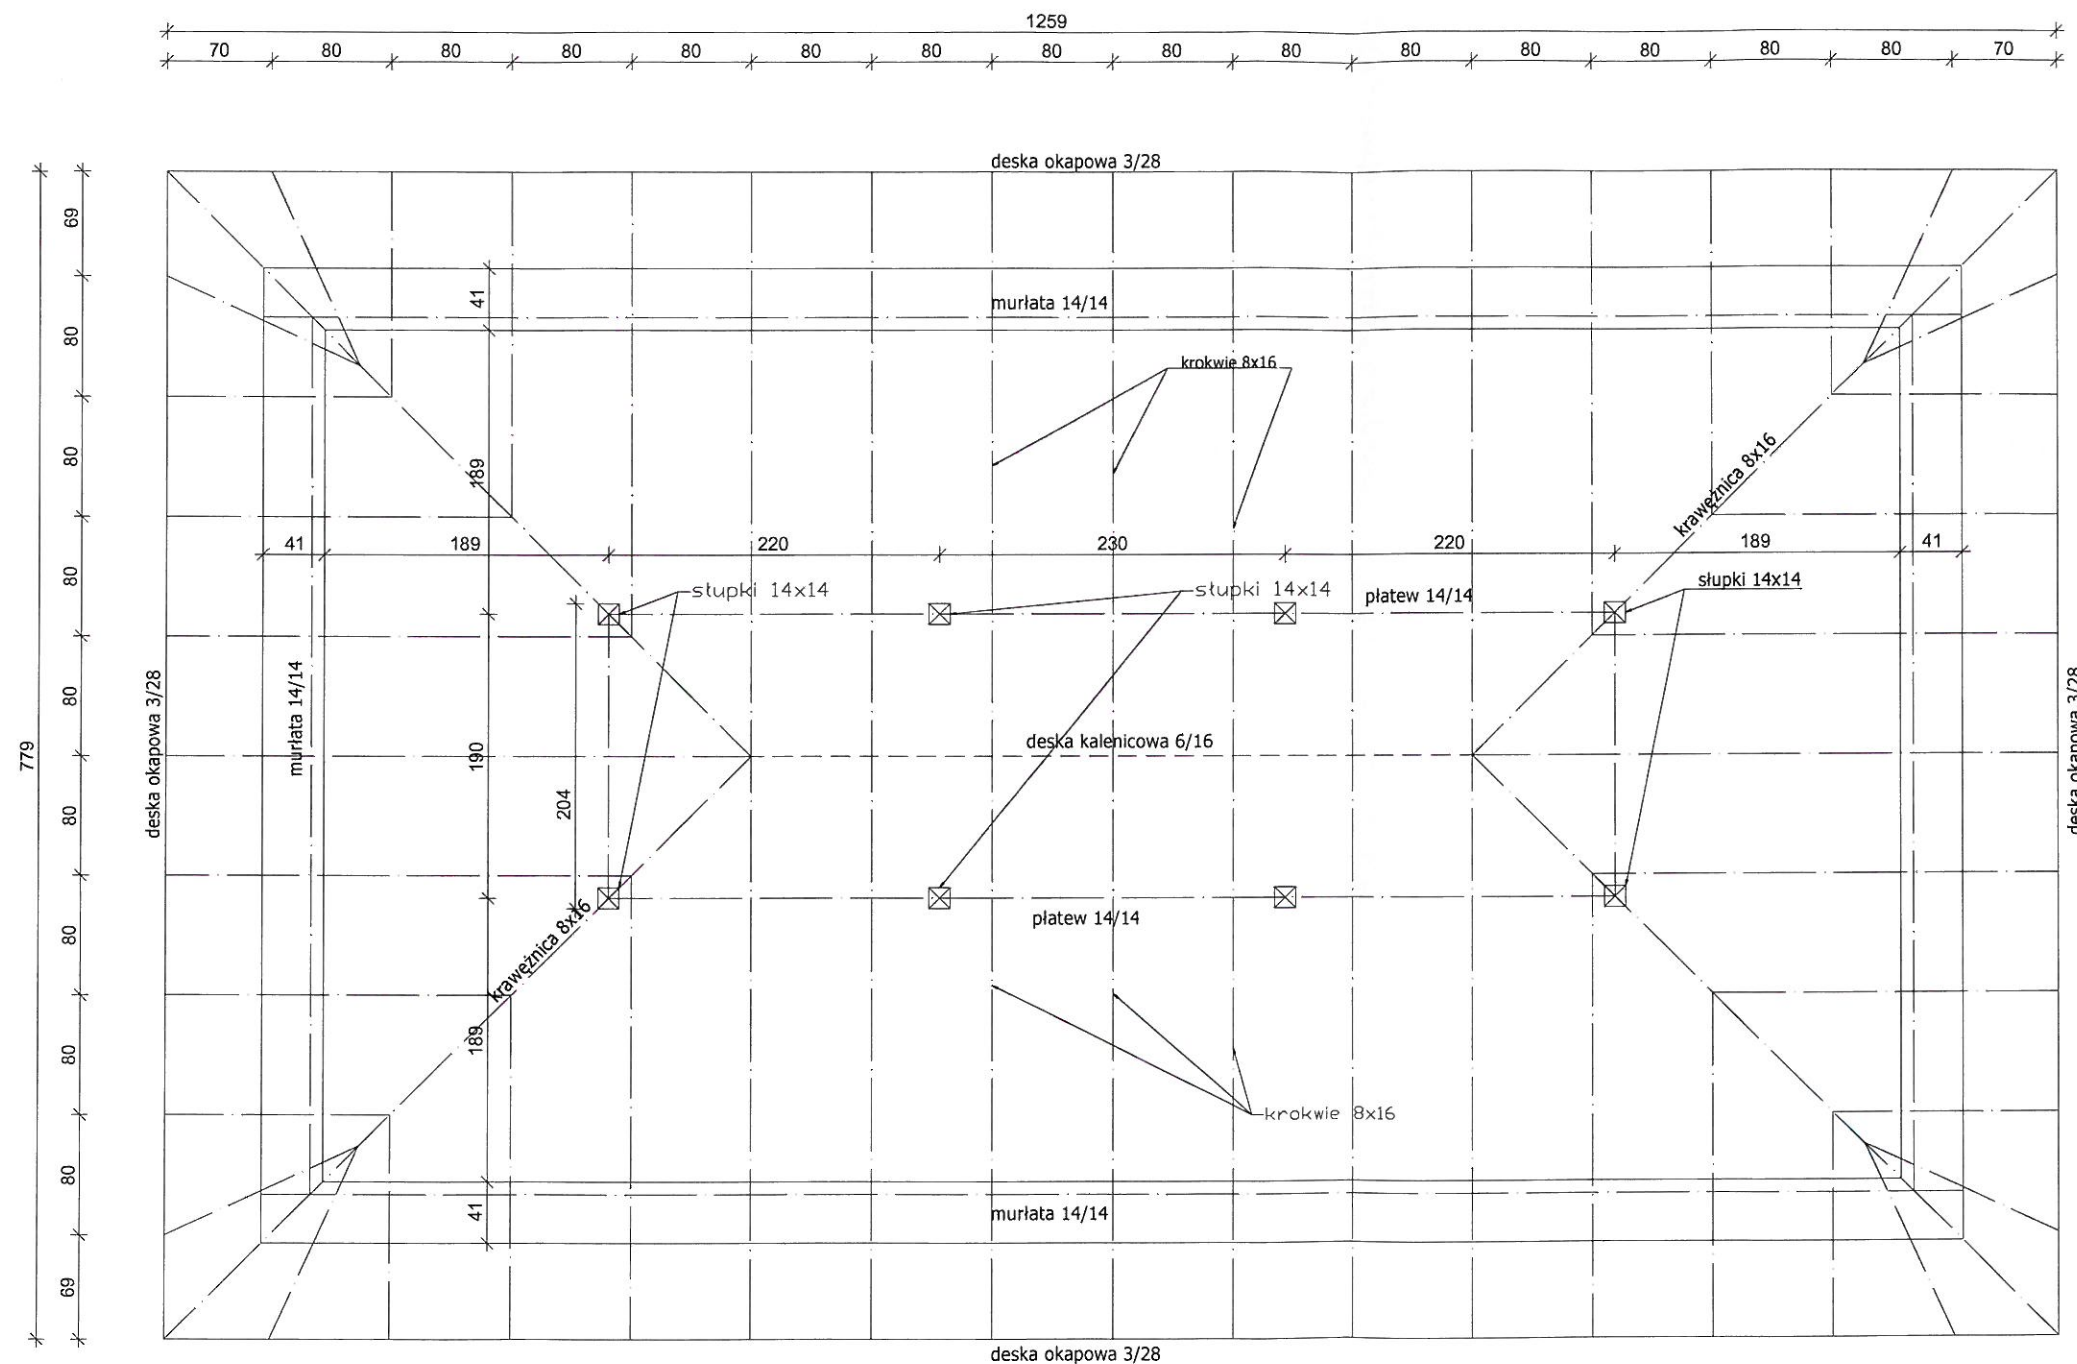 1259
70 80 80 80 80 80 80 80 80 80 80 80 80 80 80 70
deska okapowa 3/28
69
41
murłata 14/14
80
krokwie 8x16
80
189
krawężnica 8x16
41 189 220 230 220 189 41
80
słupki 14x14
słupki 14x14
płatew 14/14
słupki 14x14
80
murłata 14/14
deska okapowa 3/28
deska okapowa 3/28
779
190
deska kalenicowa 6/16
204
80
80
krawężnica 8x16
płatew 14/14
189
80
krokwie 8x16
80
41
murłata 14/14
69
deska okapowa 3/28